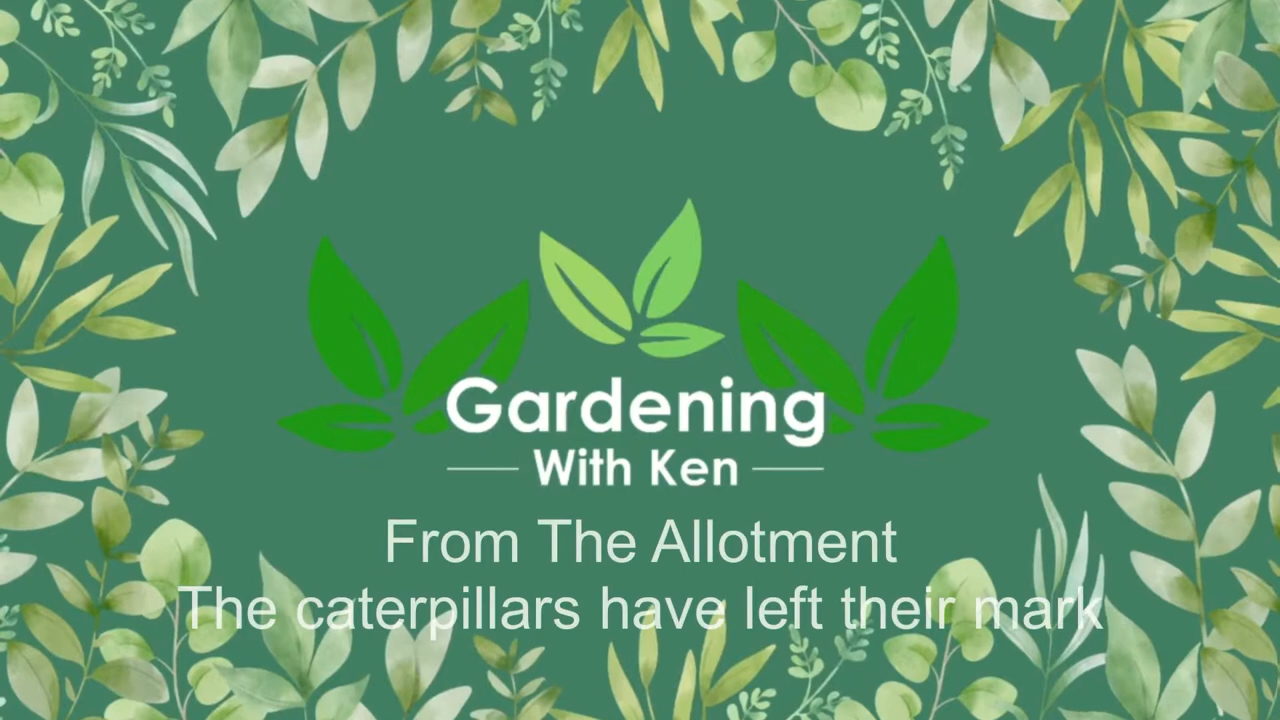 Gardening
With Ken
From The Allotment
The caterpillars have left their mark